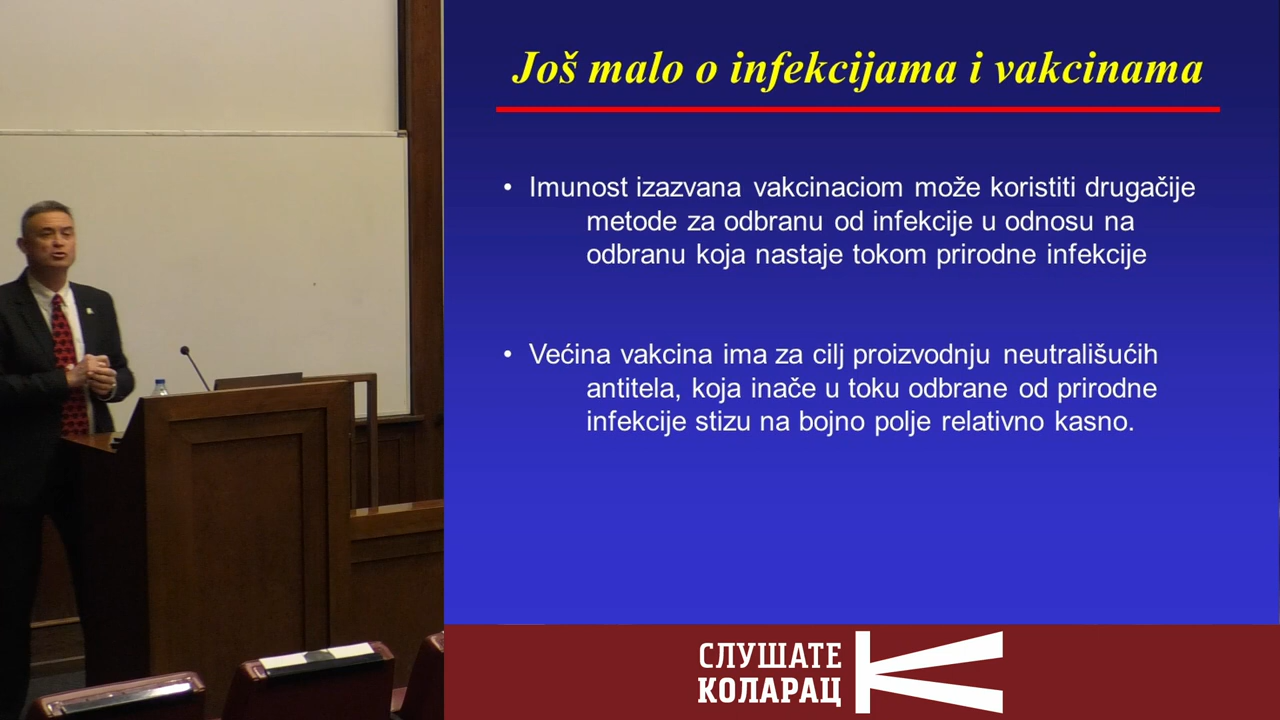 Još malo o infekcijama i vakcinama
• Imunost izazvana vakcinaciom može koristiti drugačije
metode za odbranu od infekcije u odnosu na
odbranu koja nastaje tokom prirodne infekcije
• Većina vakcina ima za cilj proizvodnju neutrališućih
antitela, koja inače u toku odbrane od prirodne
infekcije stizu na bojno polje relativno kasno.
СЛУШАТЕ
КОЛАРАЦ